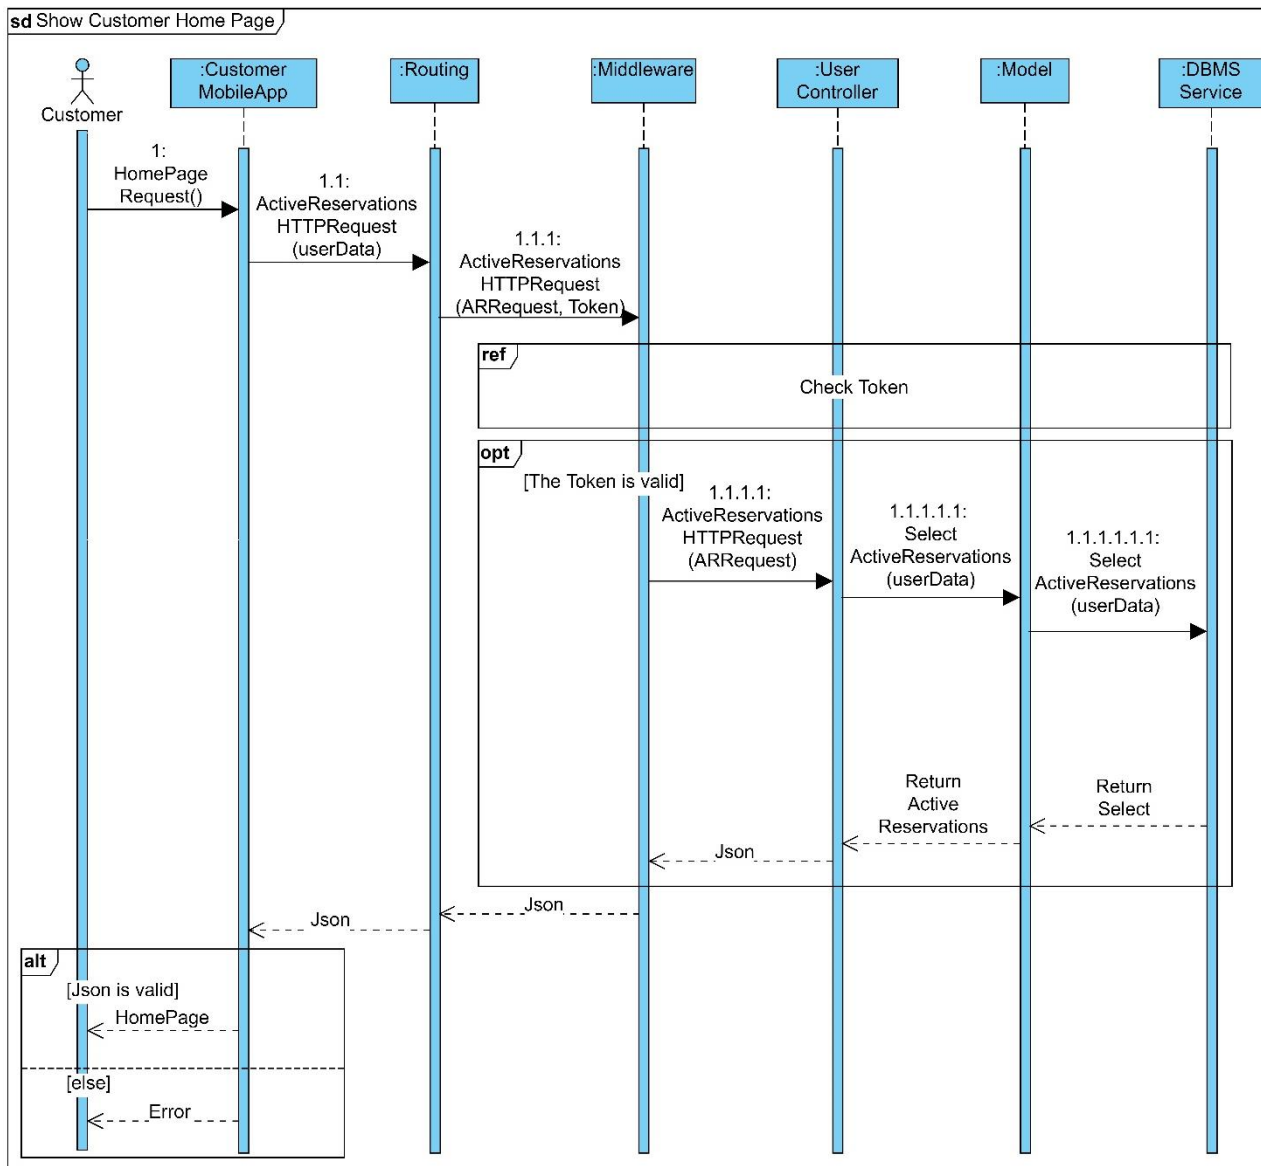 sd Show Customer Home Page
Customer
:Customer
MobileApp
:Routing
:Middleware
:User
Controller
:Model
:DBMS
Service
1:
HomePage
Request()
1.1:
ActiveReservations
HTTPRequest
(userData)
1.1.1:
ActiveReservations
HTTPRequest
(ARRequest, Token)
ref
Check Token
opt
[The Token is valid]
1.1.1.1:
ActiveReservations
HTTPRequest
(ARRequest)
1.1.1.1.1:
Select
ActiveReservations
(userData)
1.1.1.1.1.1:
Select
ActiveReservations
(userData)
Return
Select
Return
Active
Reservations
Json
Json
Json
alt
[Json is valid]
HomePage
[else]
Error